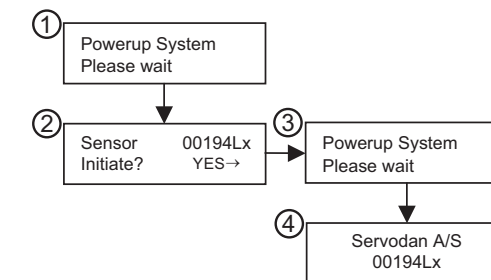 1
Powerup System
Please wait
2
Sensor 00194Lx
Initiate? YES→
3
Powerup System
Please wait
4
Servodan A/S
00194Lx